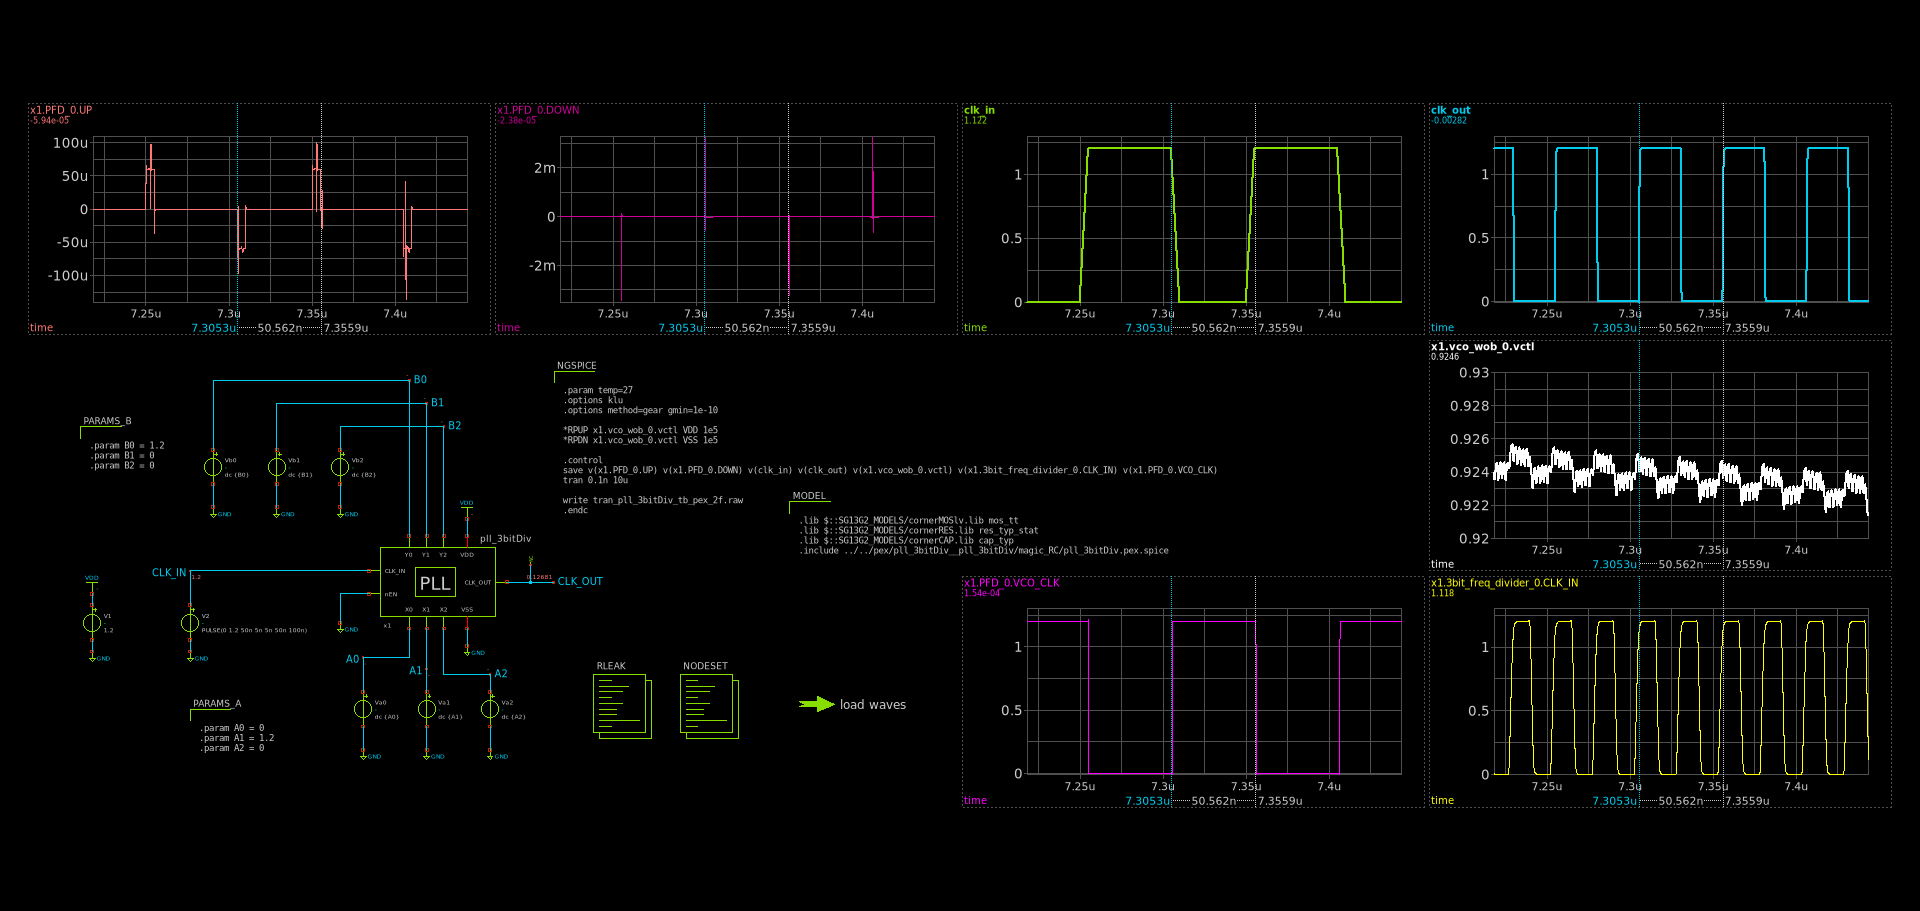 x1.PFD_0.UP
-5.94e-05
100u
50u
0
-50u
-100u
7.25u
7.3u
7.35u
7.4u
time
7.3053u
50.562n
7.3559u
x1.PFD_0.DOWN
-2.38e-05
2m
0
-2m
7.25u
7.3u
7.35u
7.4u
time
7.3053u
50.562n
7.3559u
clk_in
1.122
1
0.5
0
7.25u
7.3u
7.35u
7.4u
time
7.3053u
50.562n
7.3559u
clk_out
-0.00282
1
0.5
0
7.25u
7.3u
7.35u
7.4u
time
7.3053u
50.562n
7.3559u
x1.vco_wob_0.vctl
0.9246
0.93
0.928
0.926
0.924
0.922
0.92
7.25u
7.3u
7.35u
7.4u
time
7.3053u
50.562n
7.3559u
B0
B1
B2
PARAMS_B
.param B0 = 1.2
.param B1 = 0
.param B2 = 0
Vb0
dc {B0}
GND
Vb1
dc {B1}
GND
Vb2
dc {B2}
GND
NGSPICE
.param temp=27
.options klu
.options method=gear gmin=1e-10
*RPUP x1.vco_wob_0.vctl VDD 1e5
*RPDN x1.vco_wob_0.vctl VSS 1e5
.control
save v(x1.PFD_0.UP) v(x1.PFD_0.DOWN) v(clk_in) v(clk_out) v(x1.vco_wob_0.vctl) v(x1.3bit_freq_divider_0.CLK_IN) v(x1.PFD_0.VCO_CLK)
tran 0.1n 10u
write tran_pll_3bitDiv_tb_pex_2f.raw
.endc
MODEL
.lib $::SG13G2_MODELS/cornerMOSlv.lib mos_tt
.lib $::SG13G2_MODELS/cornerRES.lib res_typ_stat
.lib $::SG13G2_MODELS/cornerCAP.lib cap_typ
.include ../../pex/pll_3bitDiv__pll_3bitDiv/magic_RC/pll_3bitDiv.pex.spice
VDD
pll_3bitDiv
Y0
Y1
Y2
VDD
CLK_IN
nEN
PLL
CLK_OUT
X0
X1
X2
VSS
x1
CLK_IN
1.2
0.12681
CLK_OUT
GND
GND
VDD
V1
1.2
GND
V2
PULSE(0 1.2 50n 5n 5n 50n 100n)
GND
A0
A1
A2
PARAMS_A
.param A0 = 0
.param A1 = 1.2
.param A2 = 0
Va0
dc {A0}
GND
Va1
dc {A1}
GND
Va2
dc {A2}
GND
RLEAK
NODESET
load waves
x1.PFD_0.VCO_CLK
1.54e-04
1
0.5
0
7.25u
7.3u
7.35u
7.4u
time
7.3053u
50.562n
7.3559u
x1.3bit_freq_divider_0.CLK_IN
1.118
1
0.5
0
7.25u
7.3u
7.35u
7.4u
time
7.3053u
50.562n
7.3559u